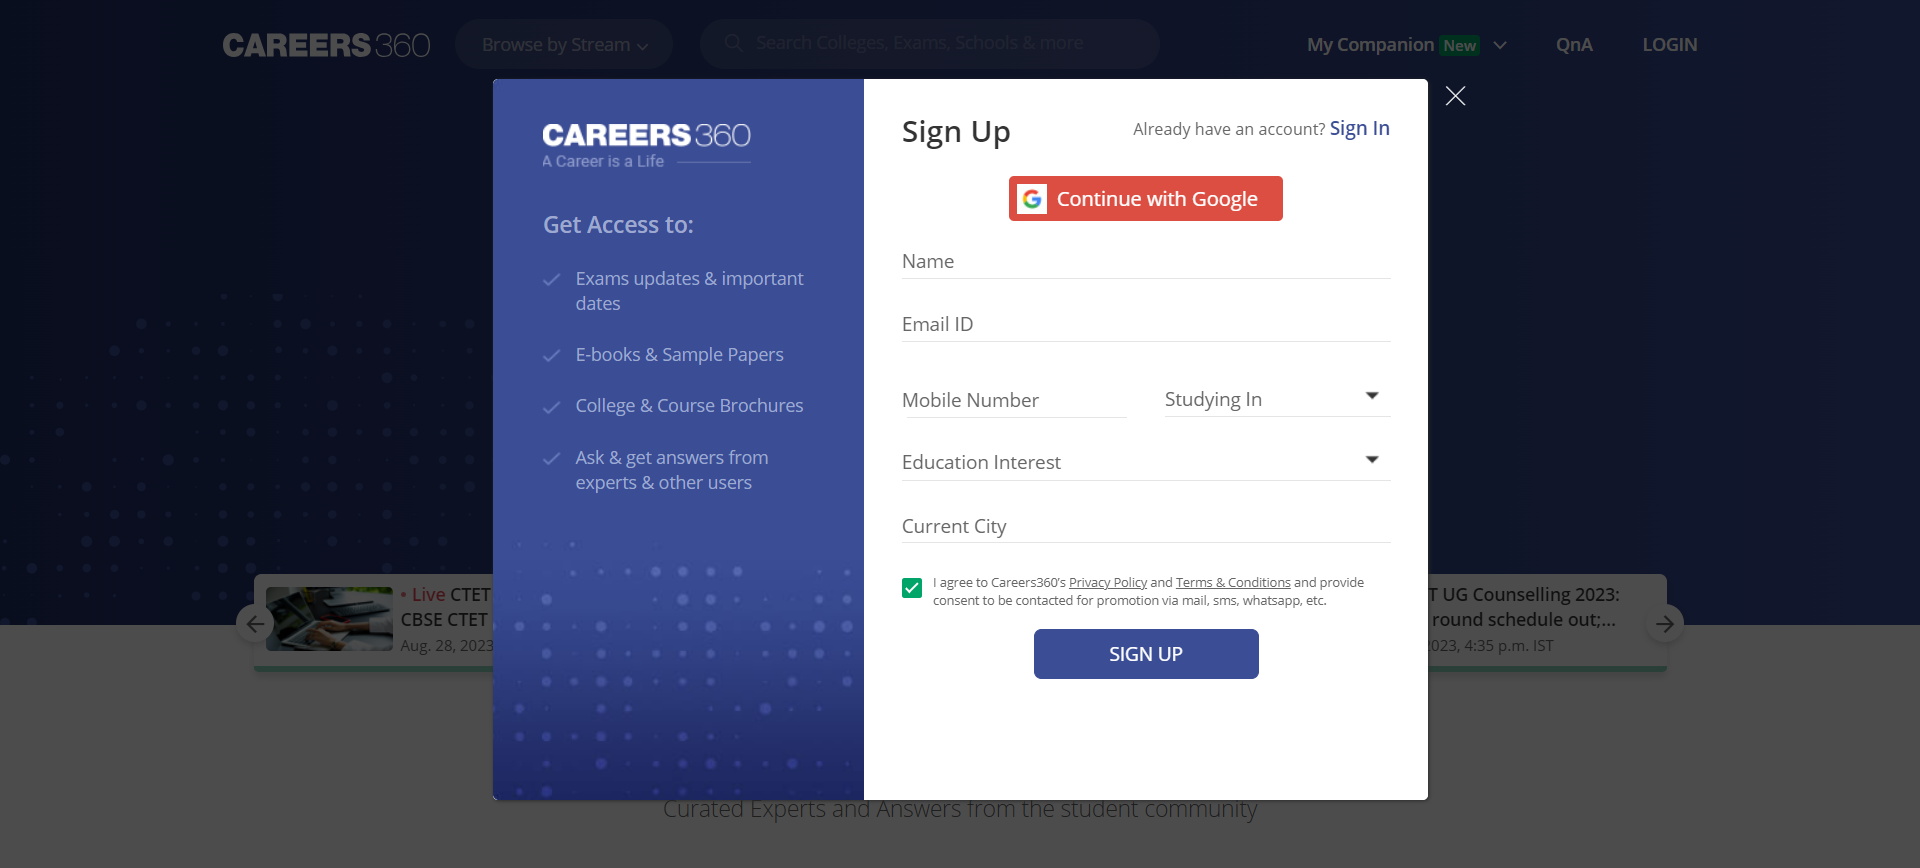 CAREERS360
Browse by Stream
Search Colleges, Exams, Schools & more
My Companion New
QnA
LOGIN
CAREERS360
A Career is a Life
Get Access to:
Exams updates & important
dates
E-books & Sample Papers
College & Course Brochures
Ask & get answers from
experts & other users
Sign Up
Already have an account? Sign In
Continue with Google
Name
Email ID
Mobile Number
Studying In
Education Interest
Current City
I agree to Careers360's Privacy Policy and Terms & Conditions and provide
consent to be contacted for promotion via mail, sms, whatsapp, etc.
SIGN UP
• Live CTET
CBSE CTET
Aug. 28, 2023
T UG Counselling 2023:
round schedule out;...
2023, 4:35 p.m. IST
Curated Experts and Answers from the student community